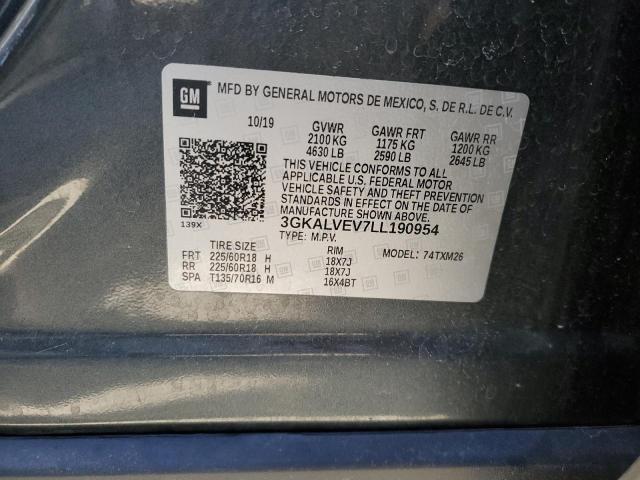 GM
MFD BY GENERAL MOTORS DE MEXICO, S. DE R.L. DE C.V.
10/19 GVWR GAWR FRT GAWR RR
2100 KG 1175 KG 1200 KG
4630 LB 2590 LB 2645 LB
THIS VEHICLE CONFORMS TO ALL
APPLICABLE U.S. FEDERAL MOTOR
VEHICLE SAFETY AND THEFT PREVENTION
STANDARDS IN EFFECT ON THE DATE OF
MANUFACTURE SHOWN ABOVE.
139X 3GKALVEV7LL190954
TYPE: M.P.V.
TIRE SIZE RIM MODEL: 74TXM26
FRT 225/60R18 H 18X7J
RR 225/60R18 H 18X7J
SPA T135/70R16 M 16X4BT